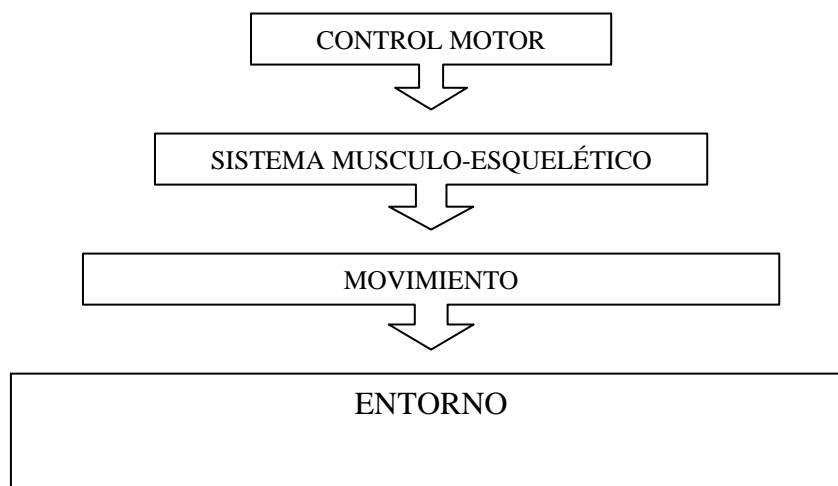 CONTROL MOTOR
SISTEMA MUSCULO-ESQUELÉTICO
MOVIMIENTO
ENTORNO